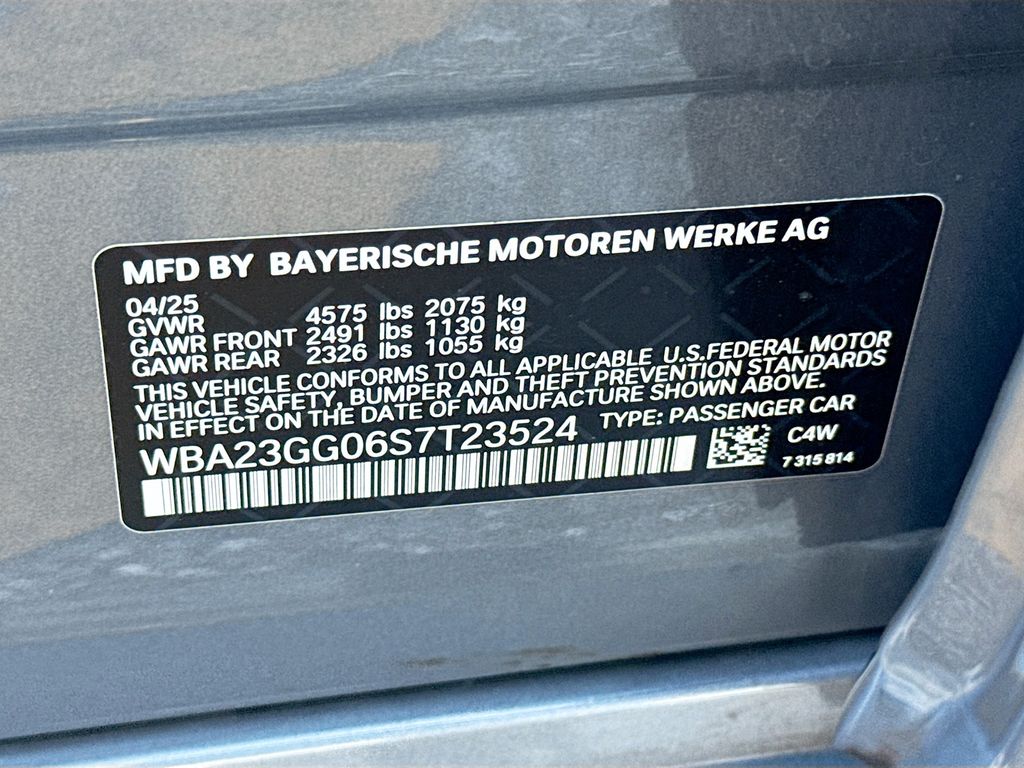 MFD BY BAYERISCHE MOTOREN WERKE AG
04/25
GVWR 4575 lbs 2075 kg
GAWR FRONT 2491 lbs 1130 kg
GAWR REAR 2326 lbs 1055 kg
THIS VEHICLE CONFORMS TO ALL APPLICABLE U.S.FEDERAL MOTOR
VEHICLE SAFETY, BUMPER AND THEFT PREVENTION STANDARDS
IN EFFECT ON THE DATE OF MANUFACTURE SHOWN ABOVE.
WBA23GG06S7T23524 TYPE: PASSENGER CAR
C4W
7 315 814